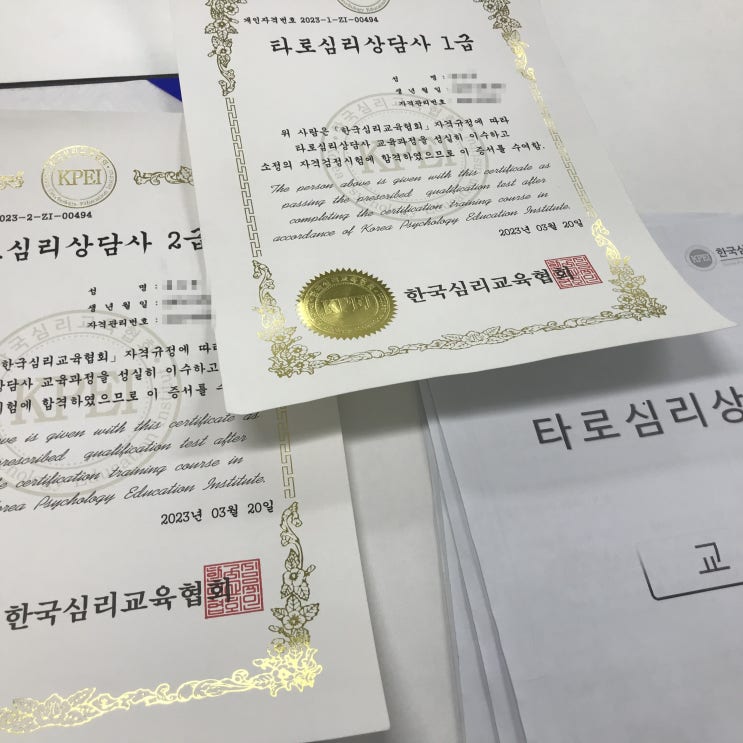 개인자격번호 2023-1-ZI-00494
타로심리상담사 1급
성 명 :
생년월일 :
자격관리번호 :
위 사람은 「한국심리교육협회」 자격규정에 따라
타로심리상담사 교육과정을 성실히 이수하고
소정의 자격검정시험에 합격하였으므로 이 증서를 수여함.
The person above is given with this certificate as
passing the prescribed qualification test after
completing the certification training course in
accordance of Korea Psychology Education Institute.
2023년 03월 20일
한국심리교육협회
KPEI
KPEI
2023-2-ZI-00494
심리상담사 2급
성 명 :
생년월일 :
자격관리번호 :
한국심리교육협회」 자격규정에 따라
상담사 교육과정을 성실히 이수하고
시험에 합격하였으므로 이 증서를 수
is given with this certificate as
prescribed qualification test after
certification training course in
Korea Psychology Education Institute.
2023년 03월 20일
한국심리교육협회
KPEI
KPEI 한국심
타로심리상
교